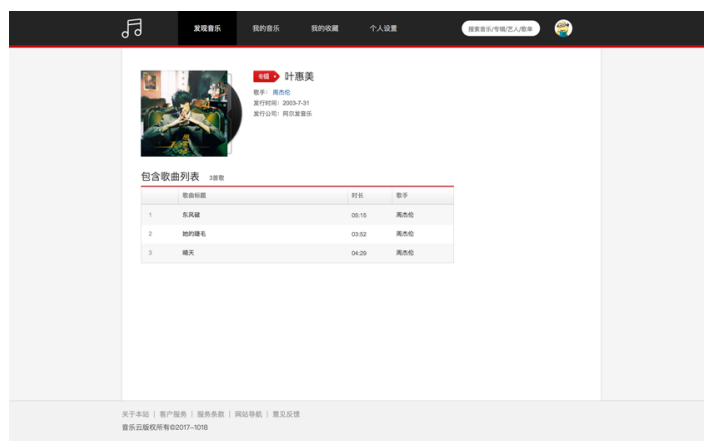 发现音乐 我的音乐 我的收藏 个人设置 搜索音乐/专辑/艺人/歌单
专辑 叶惠美
歌手： 周杰伦
发行时间： 2003-7-31
发行公司： 阿尔发音乐
包含歌曲列表 3首歌
歌曲标题 时长 歌手
1 东风破 05:15 周杰伦
2 她的睫毛 03:52 周杰伦
3 晴天 04:29 周杰伦
关于本站 | 客户服务 | 服务条款 | 网站导航 | 意见反馈
音乐云版权所有©2017-1018